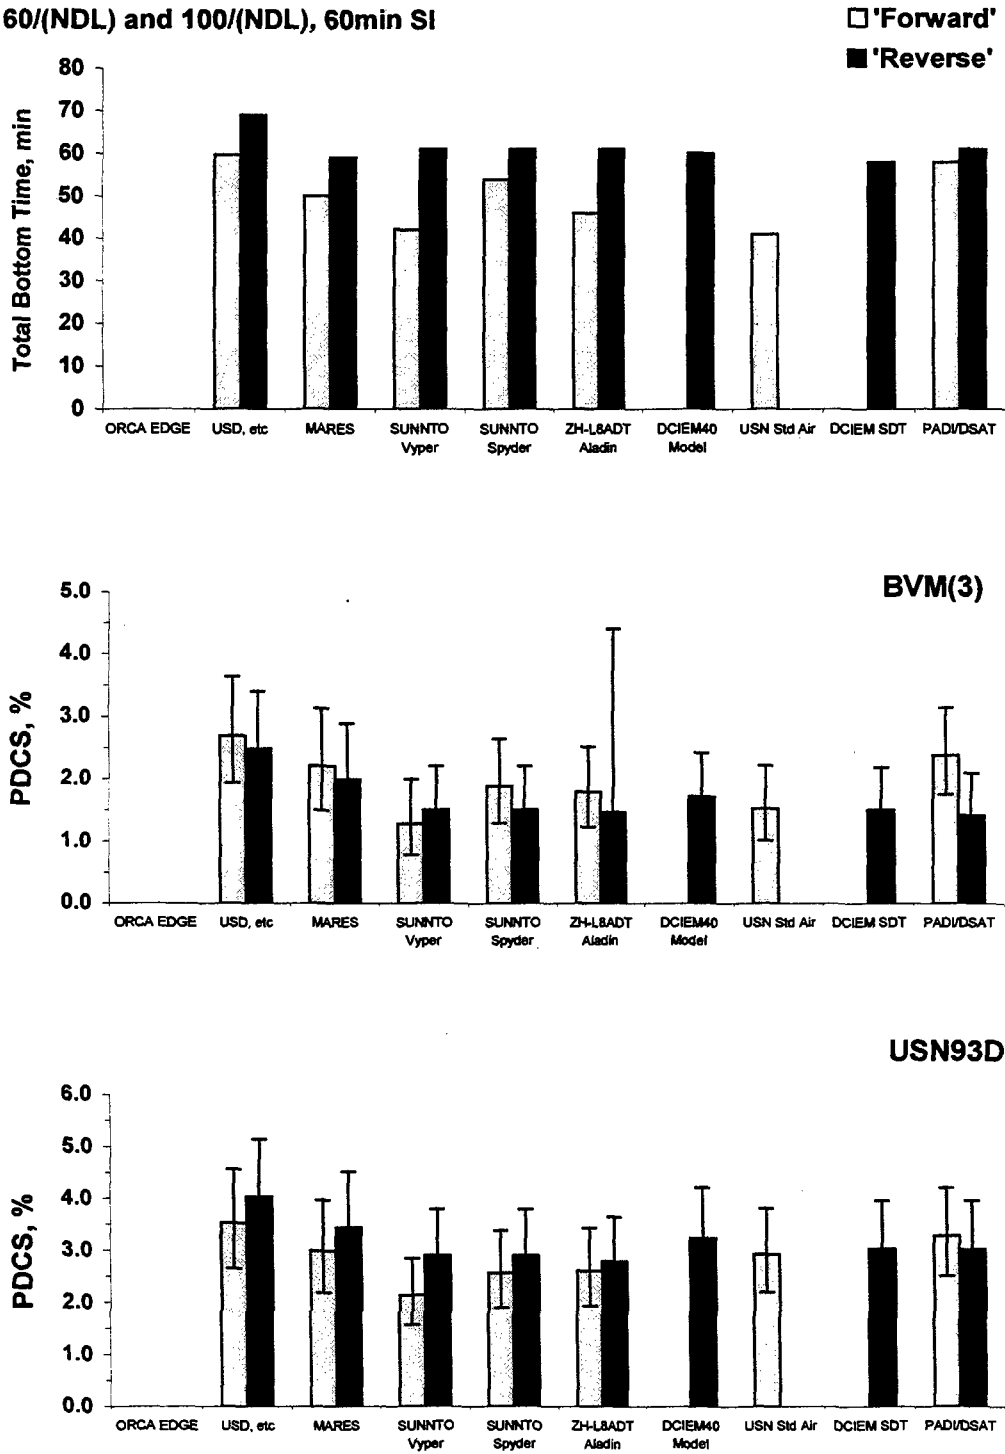 60/(NDL) and 100/(NDL), 60min SI
'Forward'
'Reverse'
Total Bottom Time, min
80
70
60
50
40
30
20
10
0
ORCA EDGE USD, etc MARES SUNNTO SUNNTO ZH-L8ADT DCIEM40 USN Std Air DCIEM SDT PADI/DSAT
Vyper Spyder Aladin Model
BVM(3)
PDCS, %
5.0
4.0
3.0
2.0
1.0
0.0
ORCA EDGE USD, etc MARES SUNNTO SUNNTO ZH-L8ADT DCIEM40 USN Std Air DCIEM SDT PADI/DSAT
Vyper Spyder Aladin Model
USN93D
PDCS, %
6.0
5.0
4.0
3.0
2.0
1.0
0.0
ORCA EDGE USD, etc MARES SUNNTO SUNNTO ZH-L8ADT DCIEM40 USN Std Air DCIEM SDT PADI/DSAT
Vyper Spyder Aladin Model